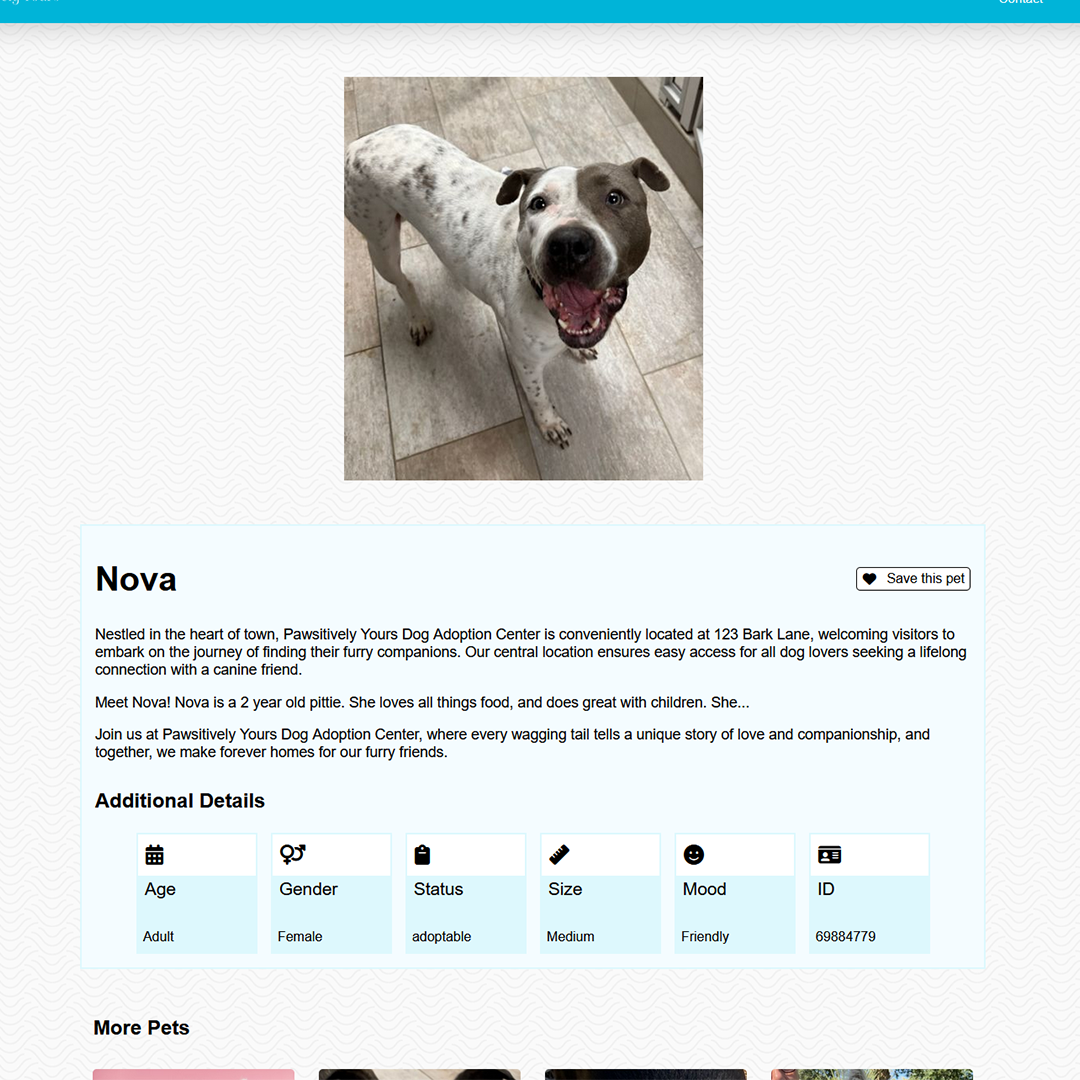 Contact
Nova
Save this pet
Nestled in the heart of town, Pawsitively Yours Dog Adoption Center is conveniently located at 123 Bark Lane, welcoming visitors to
embark on the journey of finding their furry companions. Our central location ensures easy access for all dog lovers seeking a lifelong
connection with a canine friend.
Meet Nova! Nova is a 2 year old pittie. She loves all things food, and does great with children. She...
Join us at Pawsitively Yours Dog Adoption Center, where every wagging tail tells a unique story of love and companionship, and
together, we make forever homes for our furry friends.
Additional Details
Age
Gender
Status
Size
Mood
ID
Adult
Female
adoptable
Medium
Friendly
69884779
More Pets